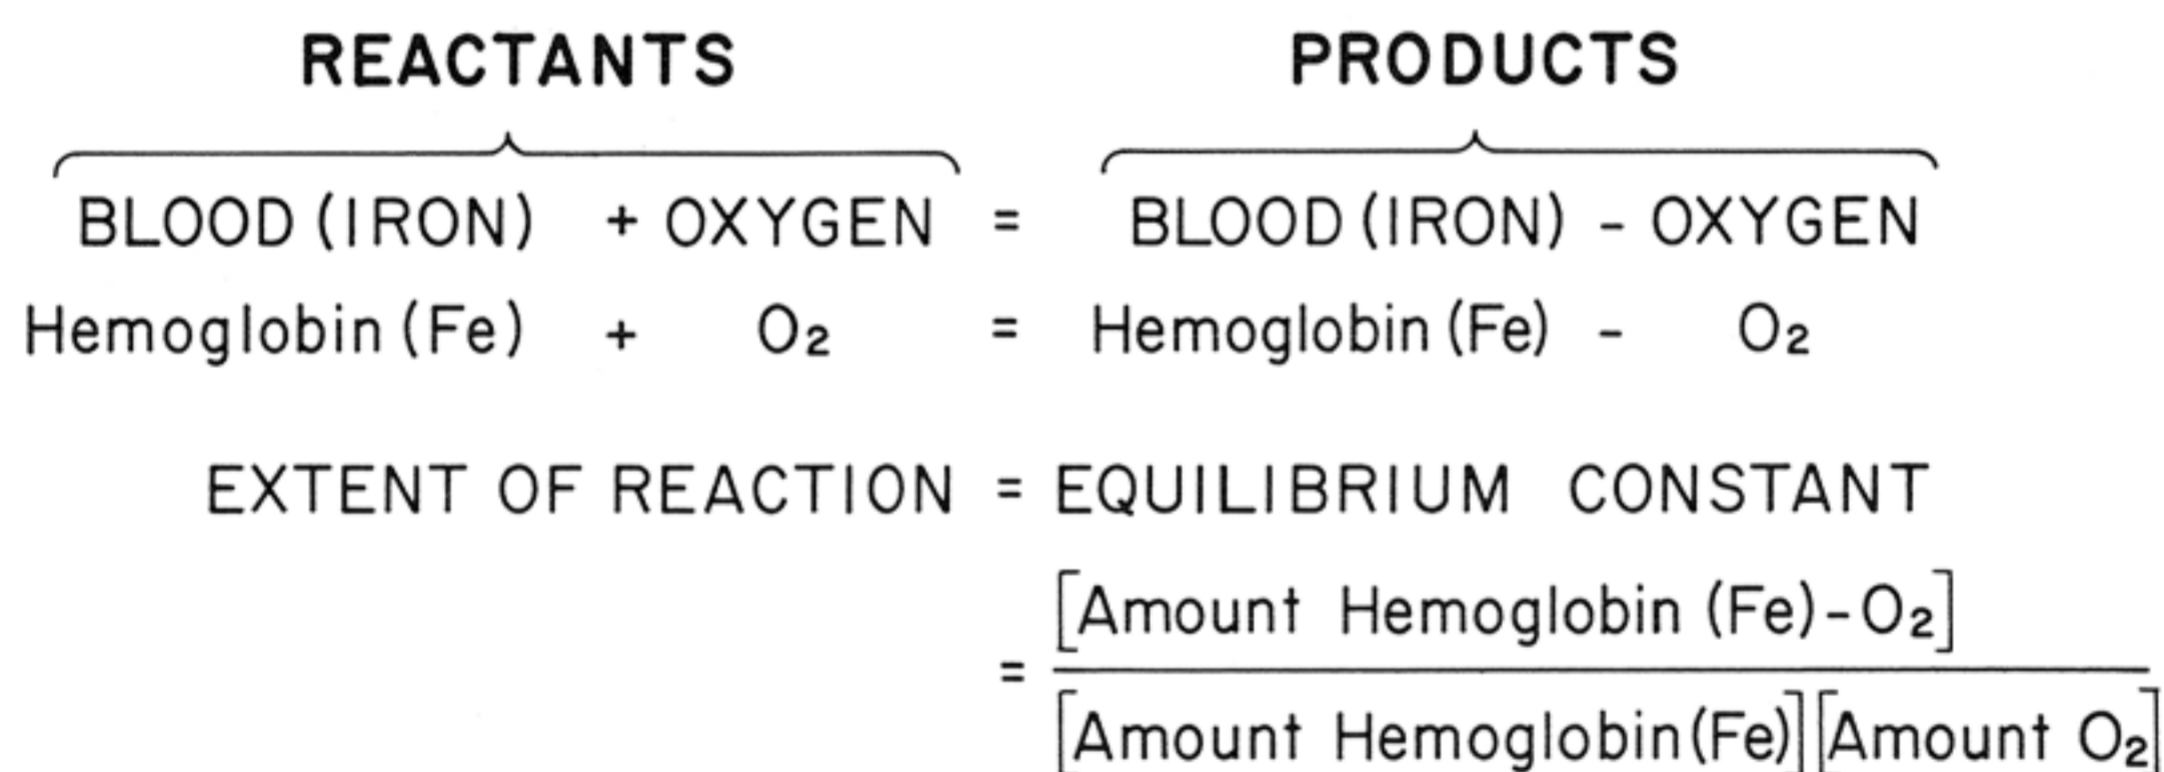 REACTANTS PRODUCTS
BLOOD (IRON) + OXYGEN = BLOOD (IRON) - OXYGEN
Hemoglobin (Fe) + O₂ = Hemoglobin (Fe) - O₂
EXTENT OF REACTION = EQUILIBRIUM CONSTANT
[Amount Hemoglobin (Fe)-O₂]
=
[Amount Hemoglobin (Fe)] [Amount O₂]